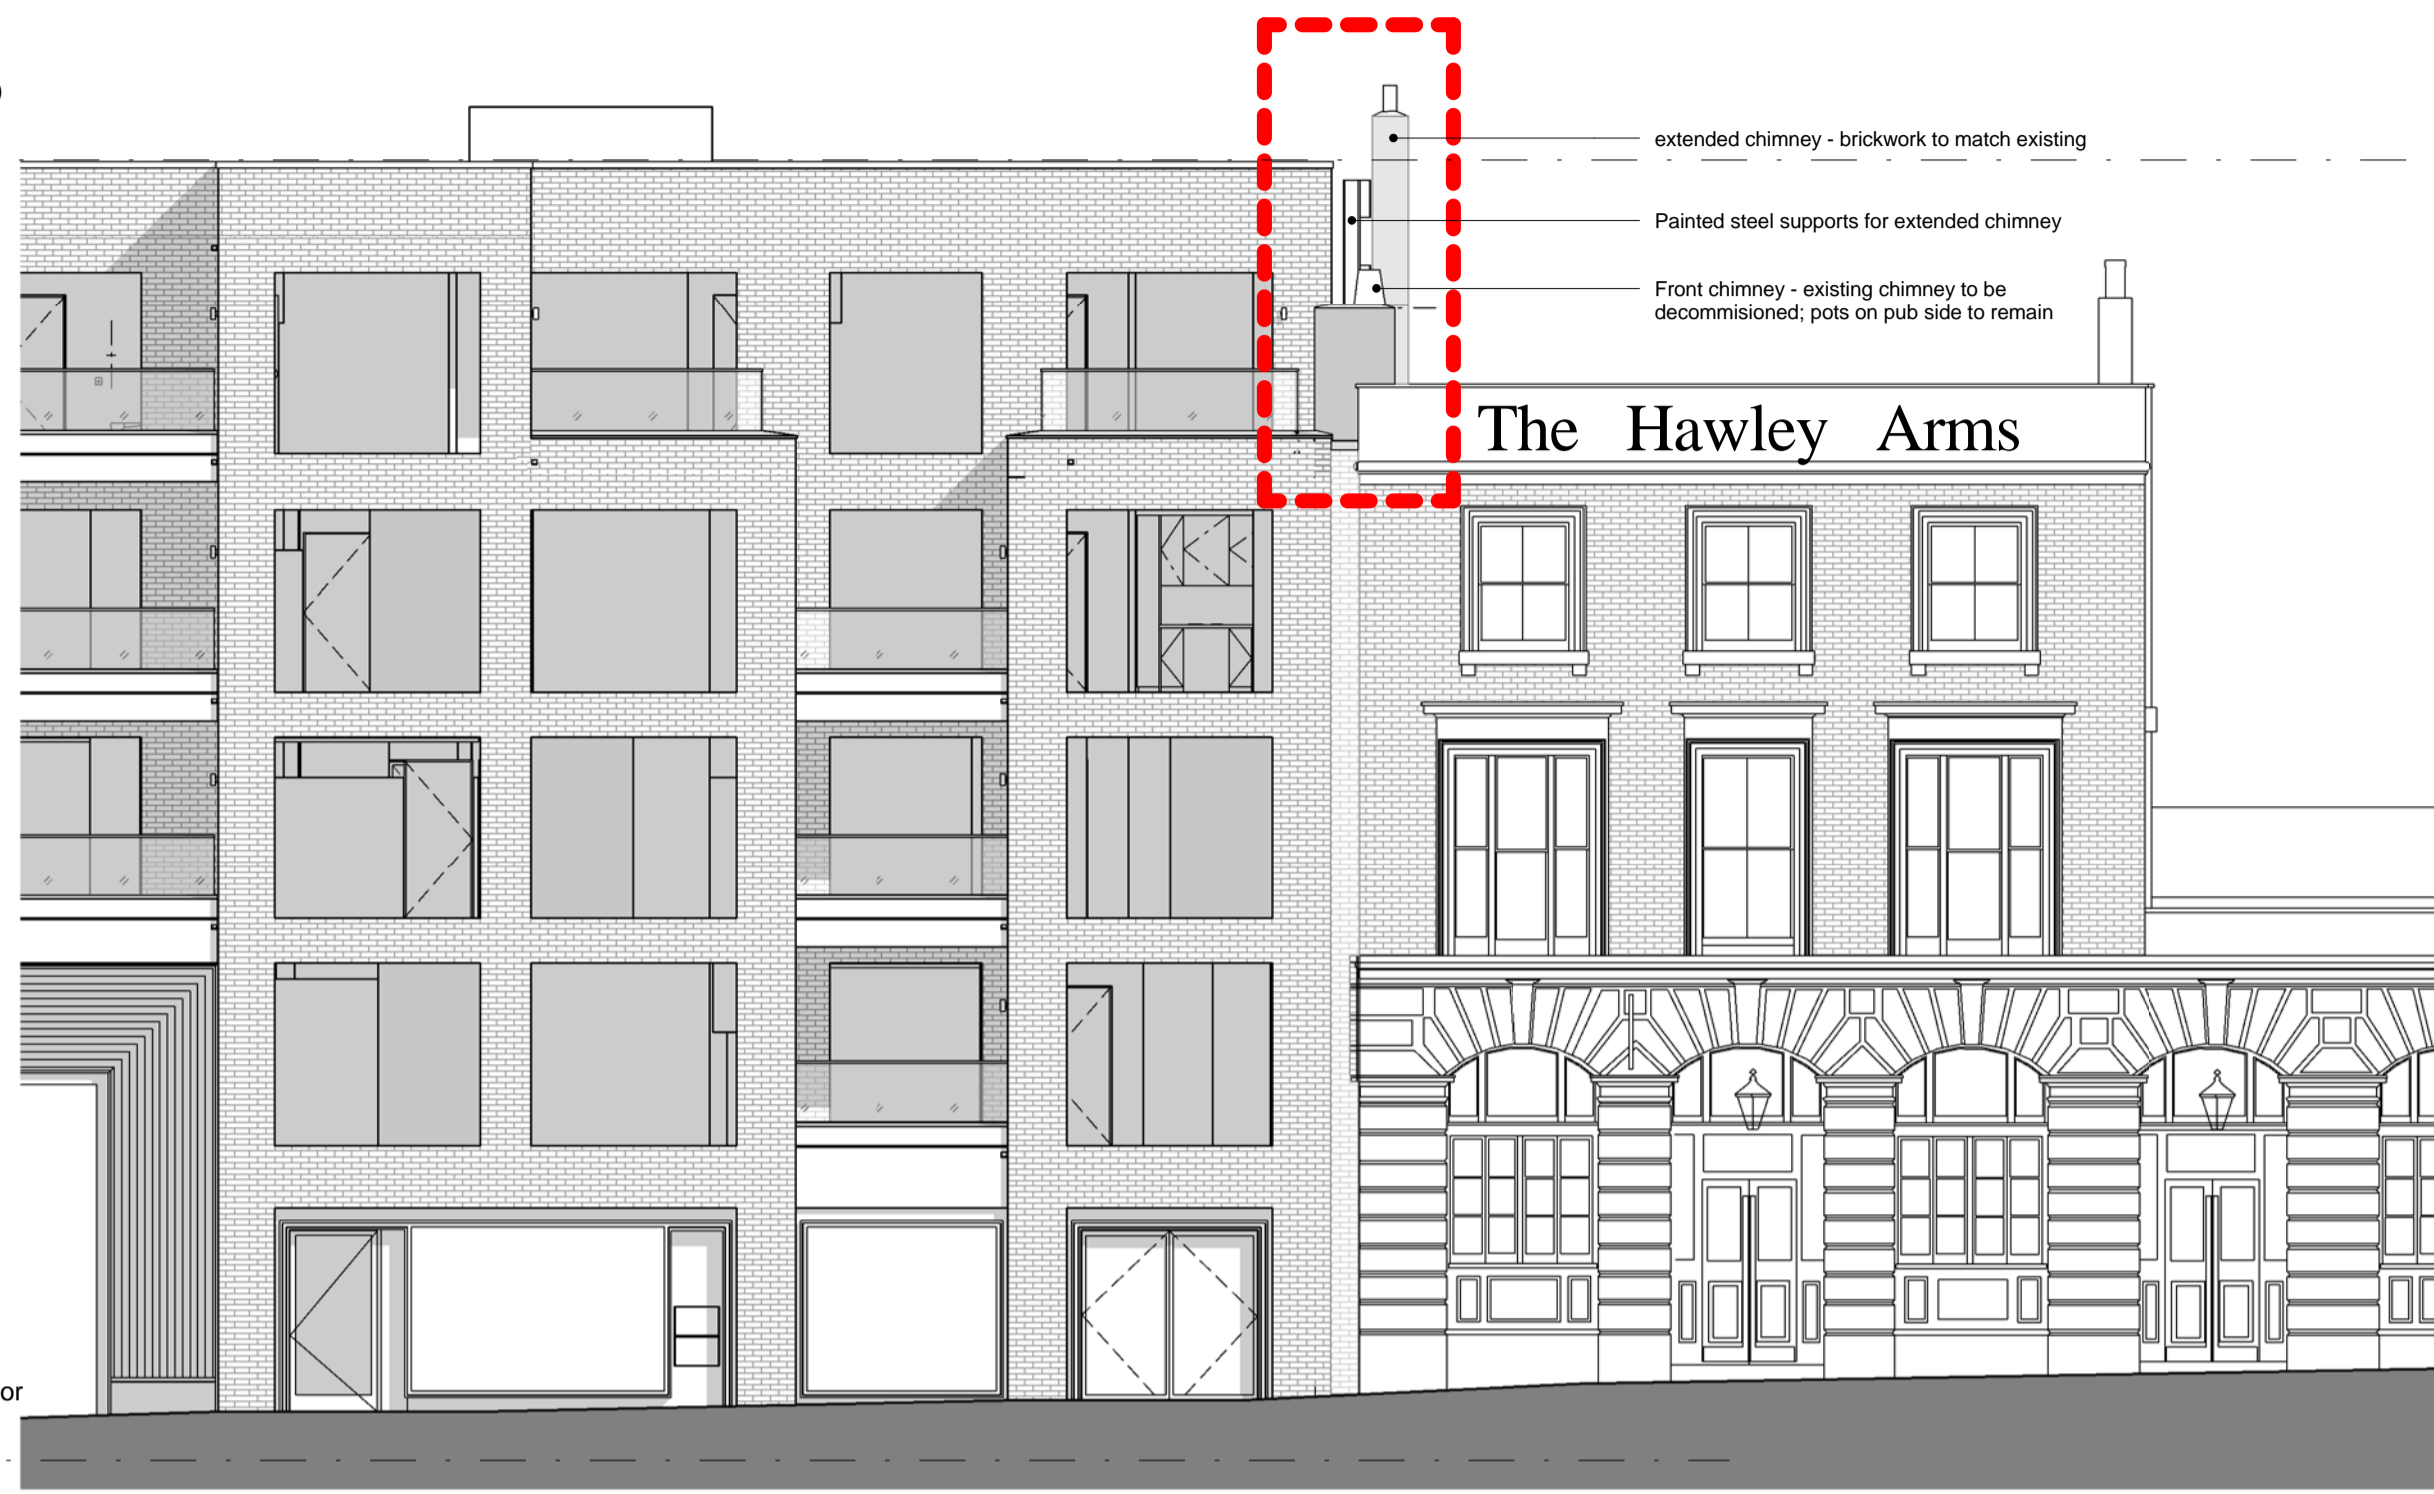 )
extended chimney - brickwork to match existing
Painted steel supports for extended chimney
Front chimney - existing chimney to be
decommisioned; pots on pub side to remain
The Hawley Arms
or